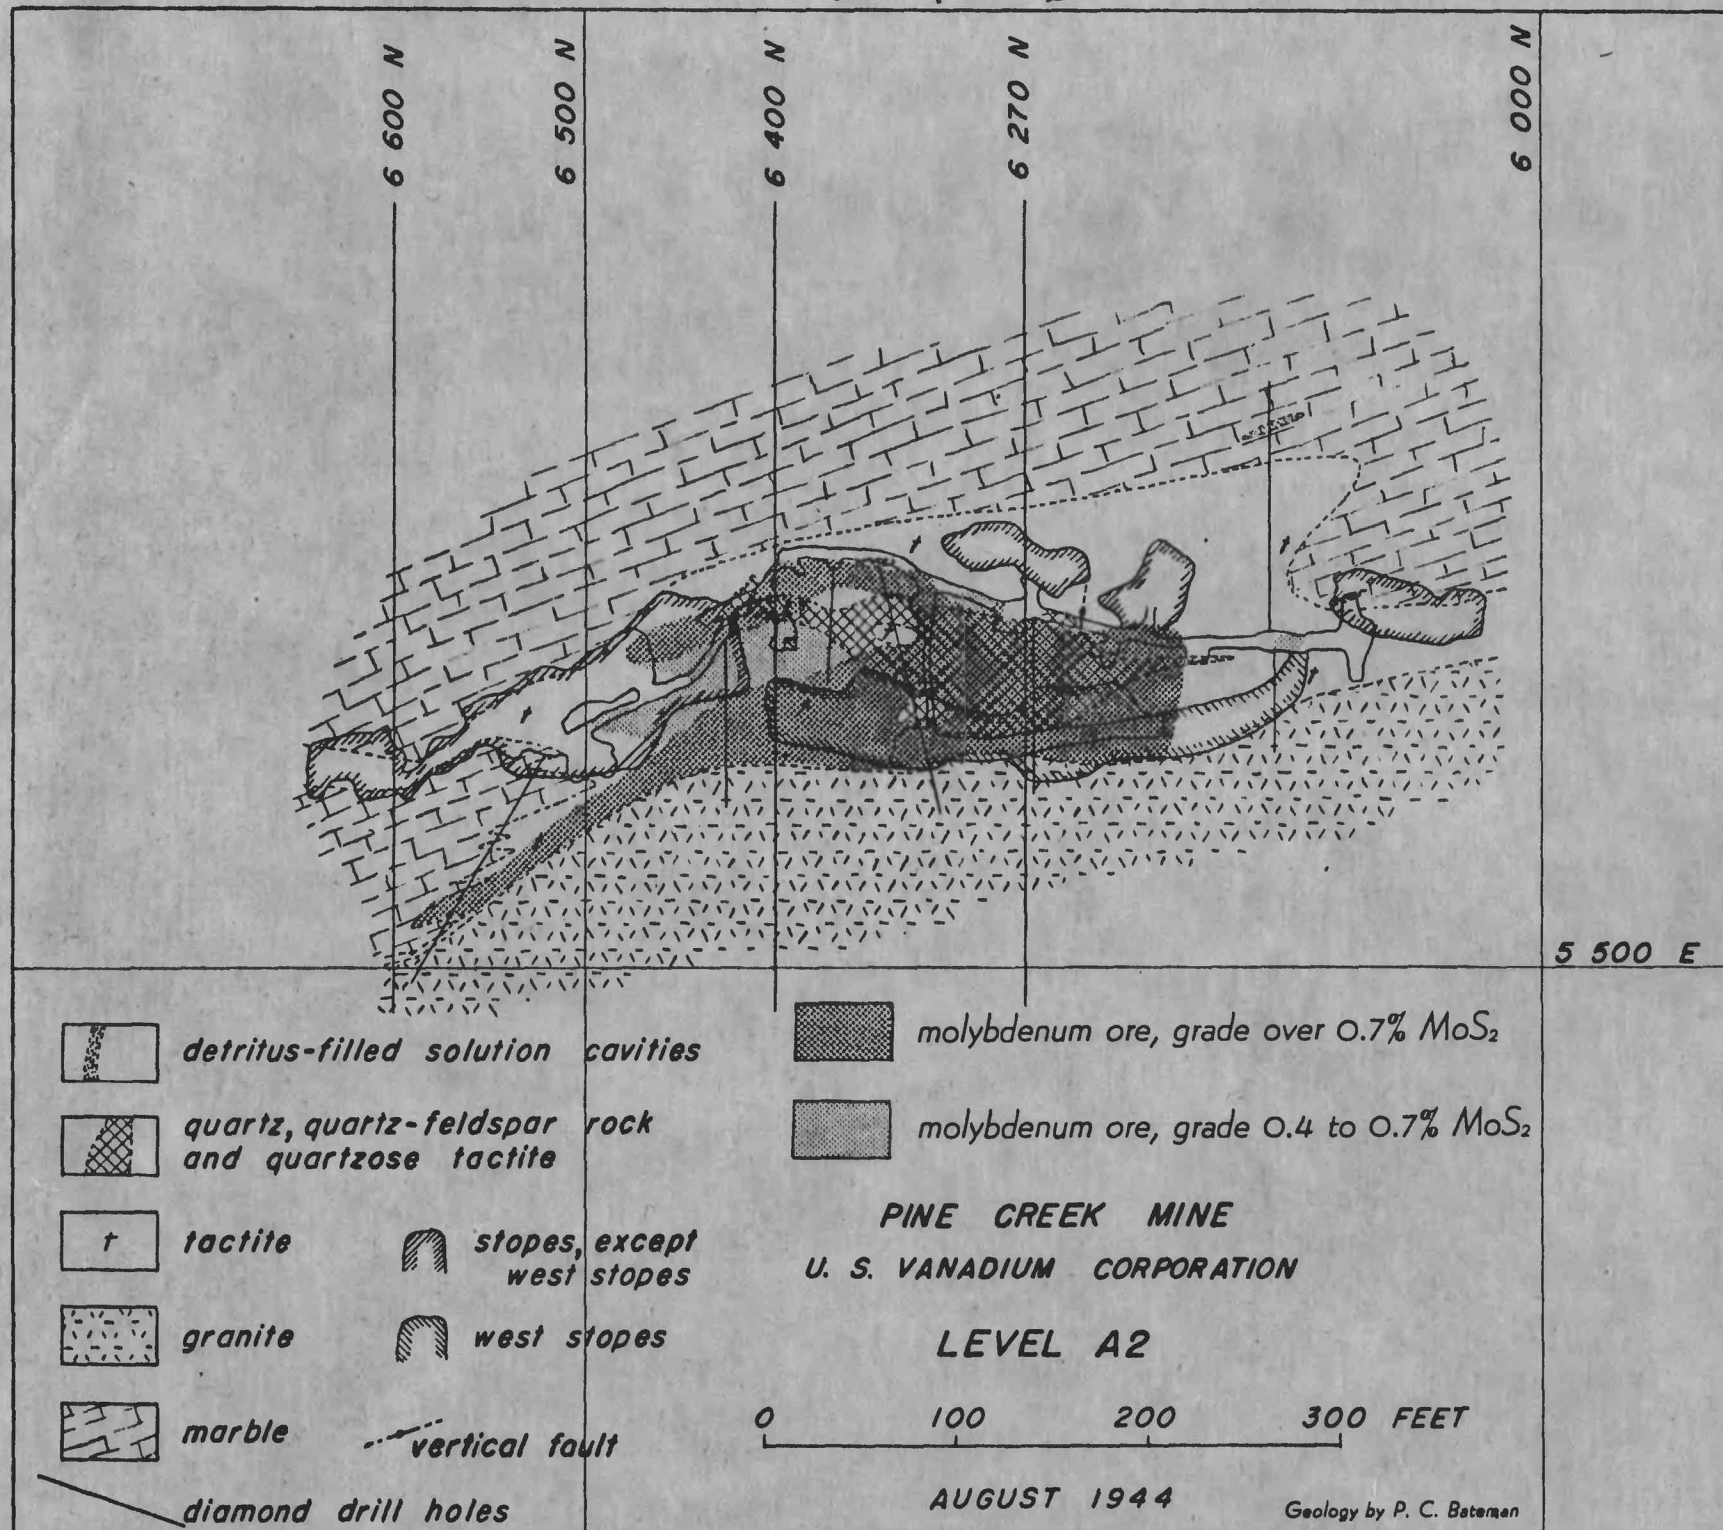 6 600 N
6 500 N
6 400 N
6 270 N
6 000 N
5 500 E
detritus-filled solution cavities
quartz, quartz-feldspar rock
and quartzose tactite
t
tactite
granite
marble
diamond drill holes
stopes, except
west stopes
west stopes
vertical fault
molybdenum ore, grade over 0.7% MoS₂
molybdenum ore, grade 0.4 to 0.7% MoS₂
PINE CREEK MINE
U. S. VANADIUM CORPORATION
LEVEL A2
0 100 200 300 FEET
AUGUST 1944
Geology by P. C. Bateman